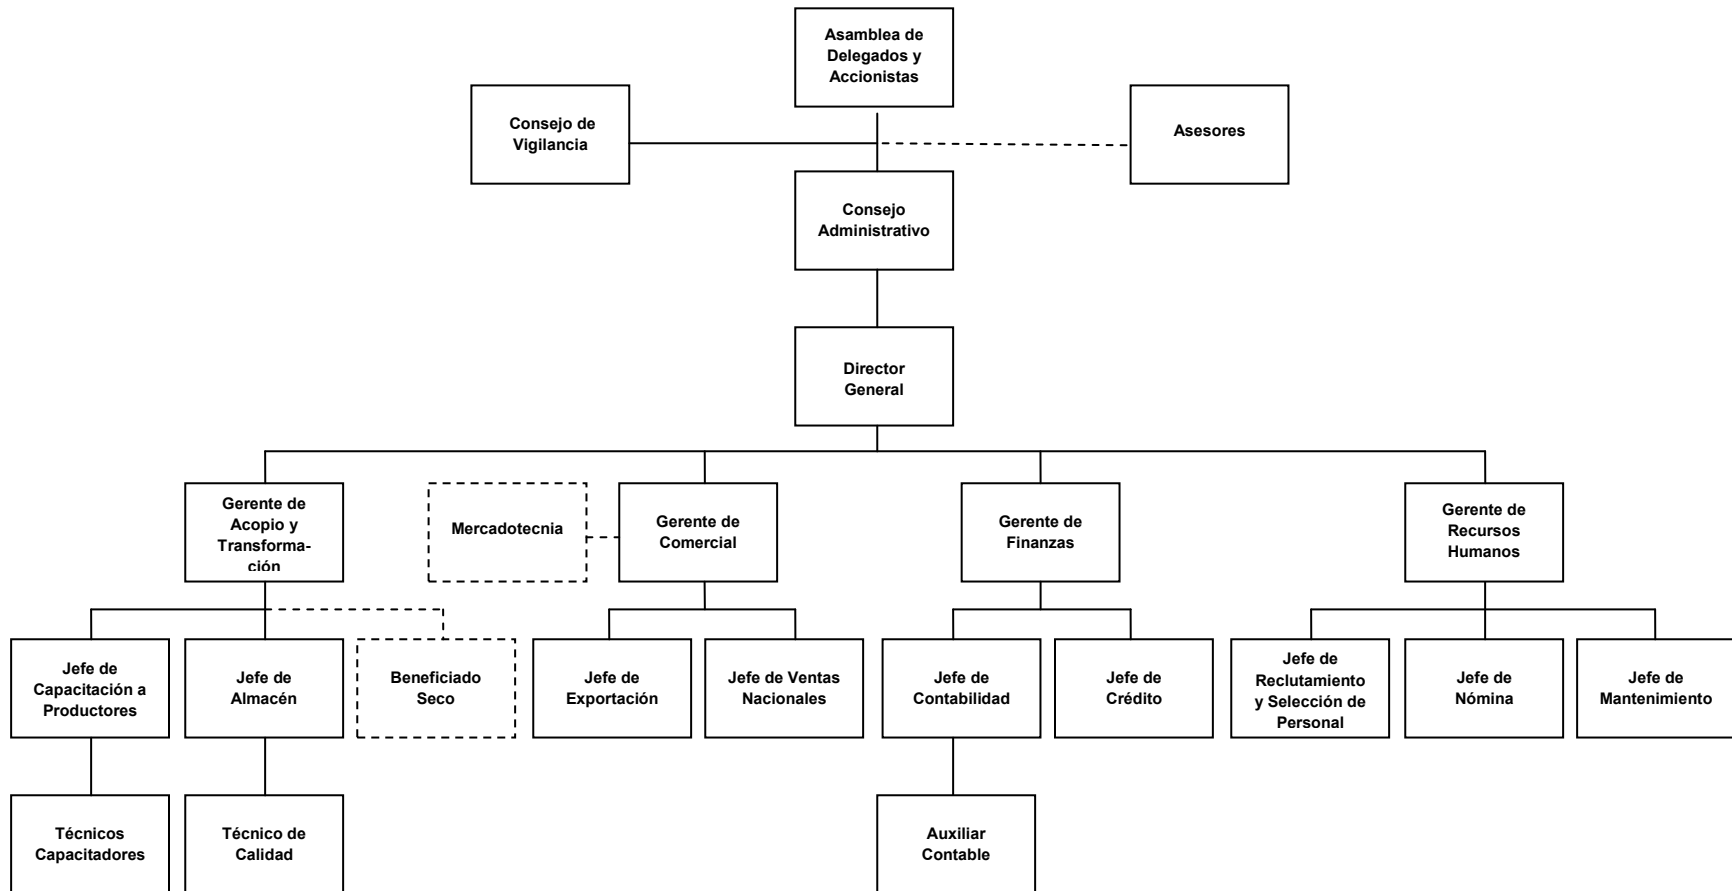 Asamblea de
Delegados y
Accionistas
Consejo de
Vigilancia
Asesores
Consejo
Administrativo
Director
General
Gerente de
Acopio y
Transforma-
ción
Mercadotecnia
Gerente de
Comercial
Gerente de
Finanzas
Gerente de
Recursos
Humanos
Jefe de
Capacitación a
Productores
Jefe de
Almacén
Beneficiado
Seco
Jefe de
Exportación
Jefe de Ventas
Nacionales
Jefe de
Contabilidad
Jefe de
Crédito
Jefe de
Reclutamiento
y Selección de
Personal
Jefe de
Nómina
Jefe de
Mantenimiento
Técnicos
Capacitadores
Técnico de
Calidad
Auxiliar
Contable